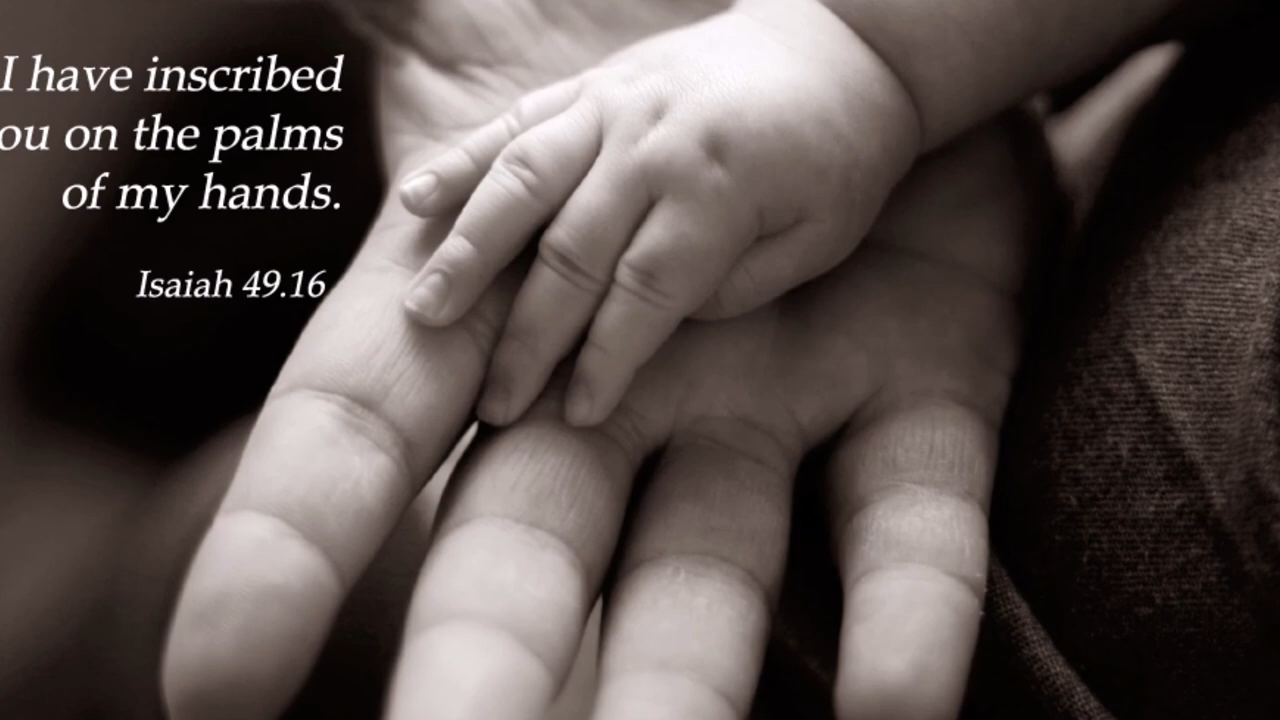 I have inscribed
ou on the palms
of my hands.
Isaiah 49.16